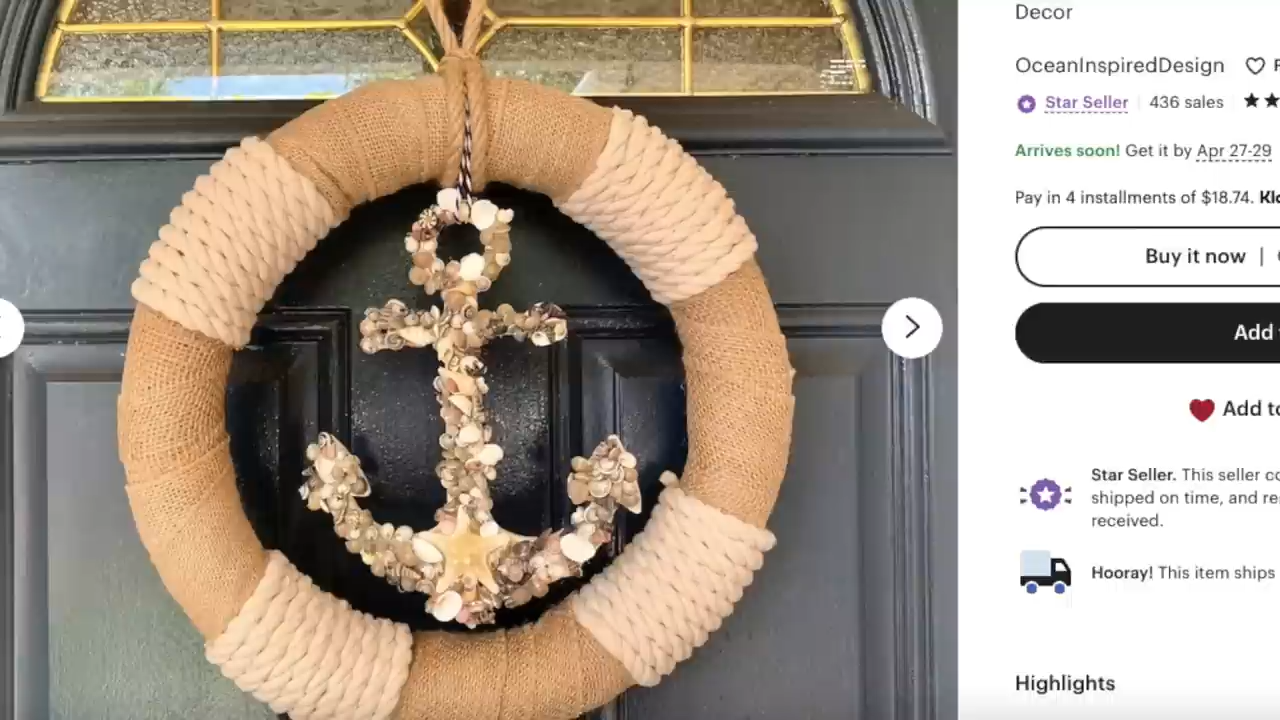 Decor
OceanInspiredDesign
Star Seller 436 sales
Arrives soon! Get it by Apr 27-29
Pay in 4 installments of $18.74.
Buy it now
Add
Add to
Star Seller. This seller
shipped on time, and
received.
Hooray! This item ships
Highlights